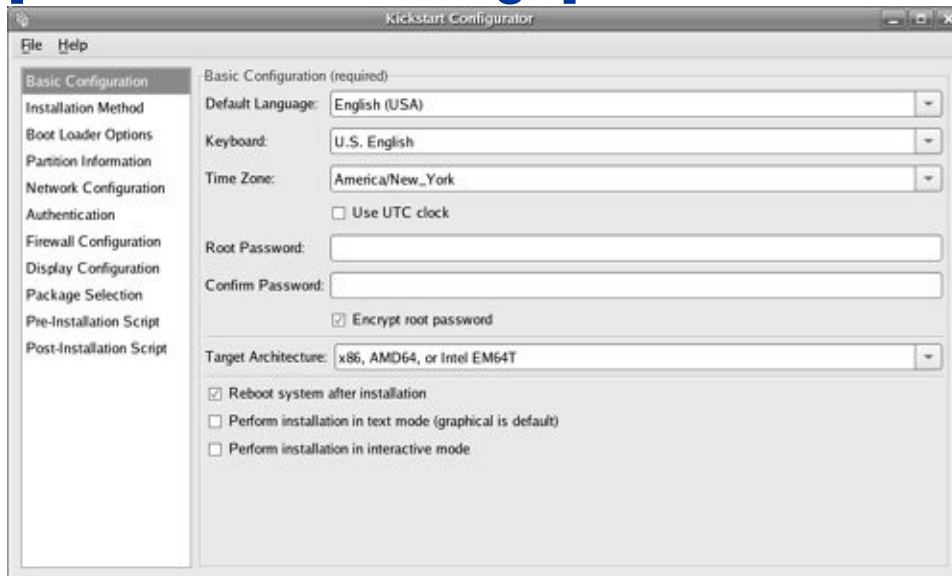 Kickstart Configurator
File Help
Basic Configuration
Installation Method
Boot Loader Options
Partition Information
Network Configuration
Authentication
Firewall Configuration
Display Configuration
Package Selection
Pre-Installation Script
Post-Installation Script
Basic Configuration (required)
Default Language: English (USA)
Keyboard: U.S. English
Time Zone: America/New_York
Use UTC clock
Root Password:
Confirm Password:
Encrypt root password
Target Architecture: x86, AMD64, or Intel EM64T
Reboot system after installation
Perform installation in text mode (graphical is default)
Perform installation in interactive mode